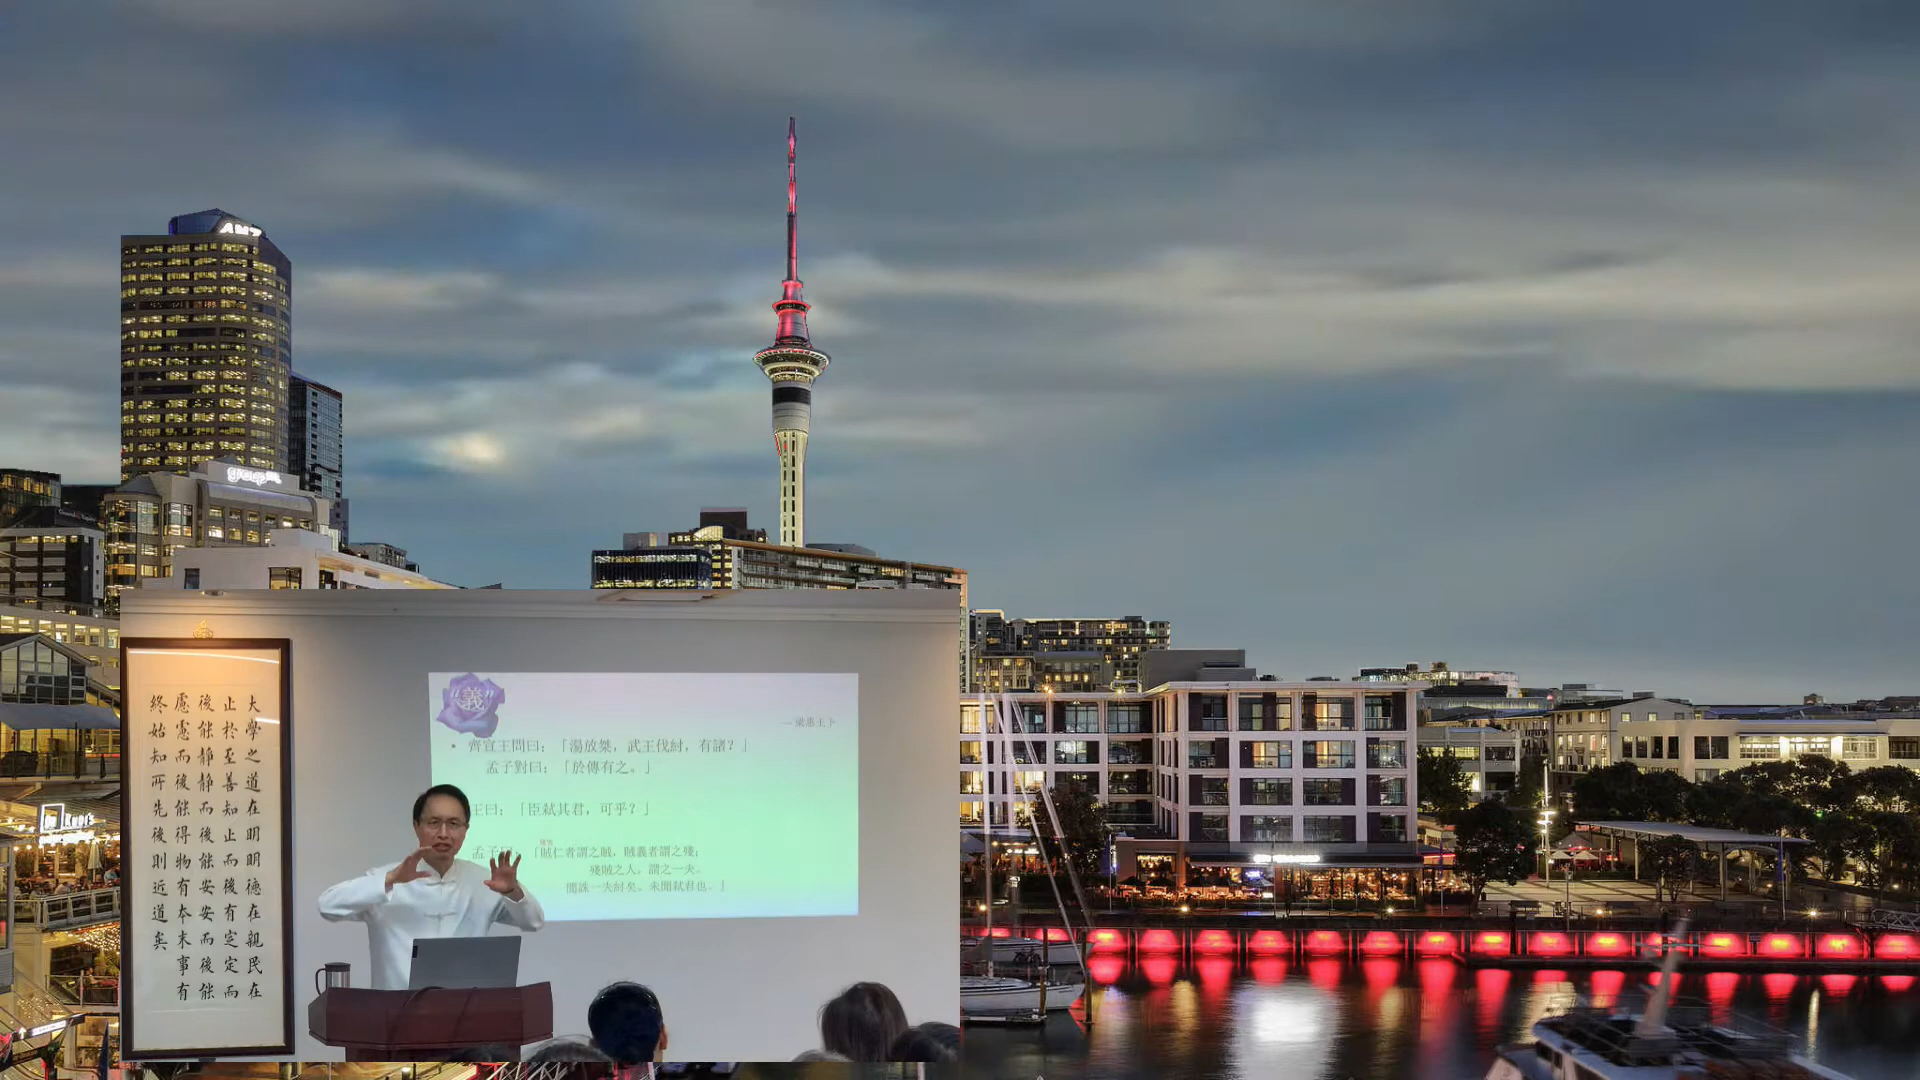 ANZ
group
大學之道在明明德在親民在
止於至善知止而後有定定而
後能靜靜而後能安安而後能
慮慮而後能得物有本末事有
終始知所先後則近道矣
“義”
— 梁惠王下
• 齊宣王問曰：「湯放桀，武王伐紂，有諸？」
孟子對曰：「於傳有之。」
王曰：「臣弒其君，可乎？」
孟子曰：「賊仁者謂之賊，賊義者謂之殘；
殘賊之人，謂之一夫。
聞誅一夫紂矣，未聞弒君也。」